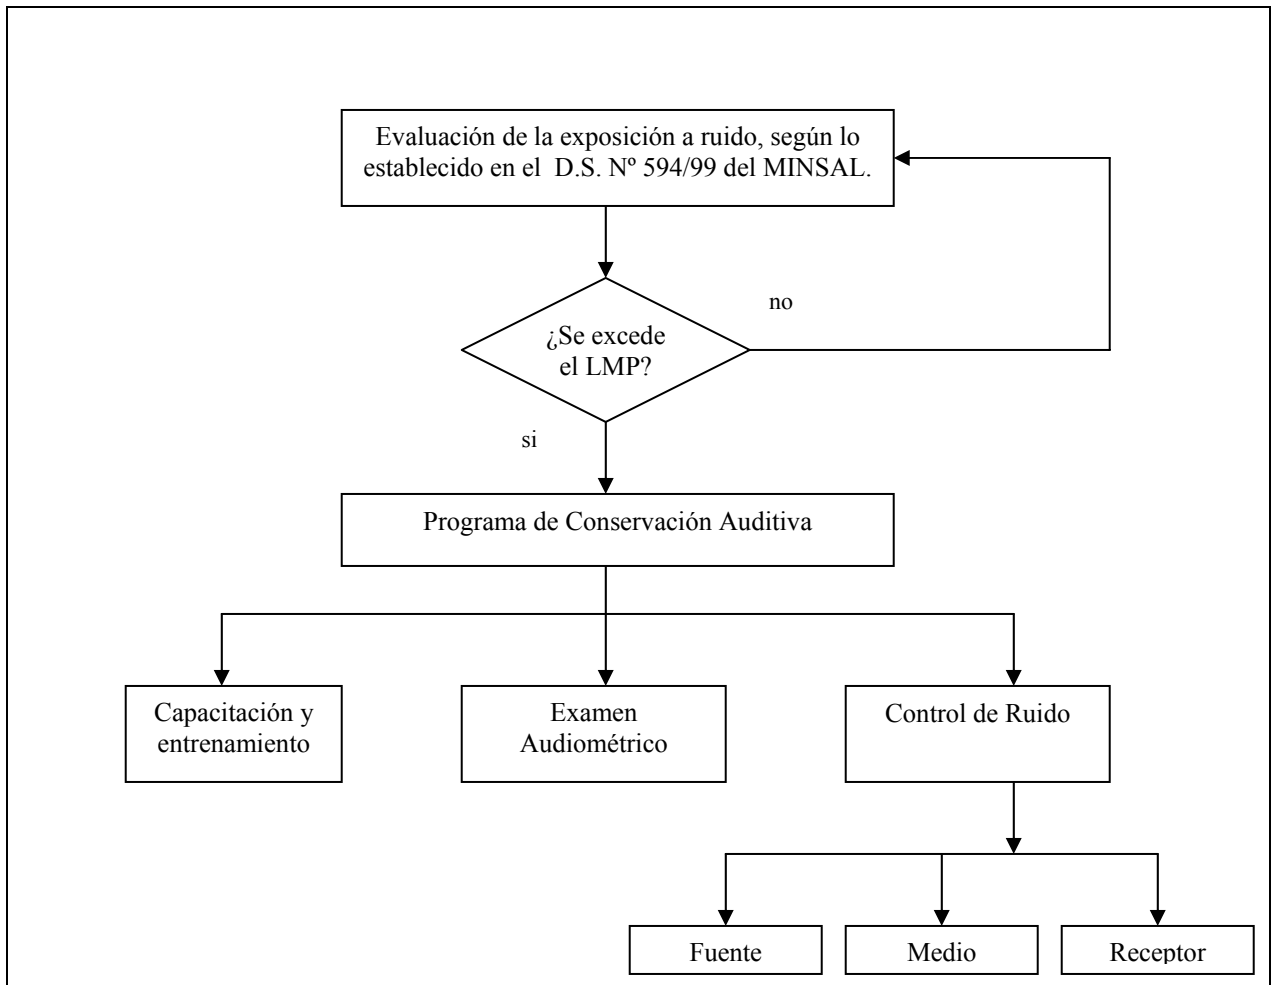 Evaluación de la exposición a ruido, según lo
establecido en el D.S. Nº 594/99 del MINSAL.
no
¿Se excede
el LMP?
si
Programa de Conservación Auditiva
Capacitación y
entrenamiento
Examen
Audiométrico
Control de Ruido
Fuente
Medio
Receptor